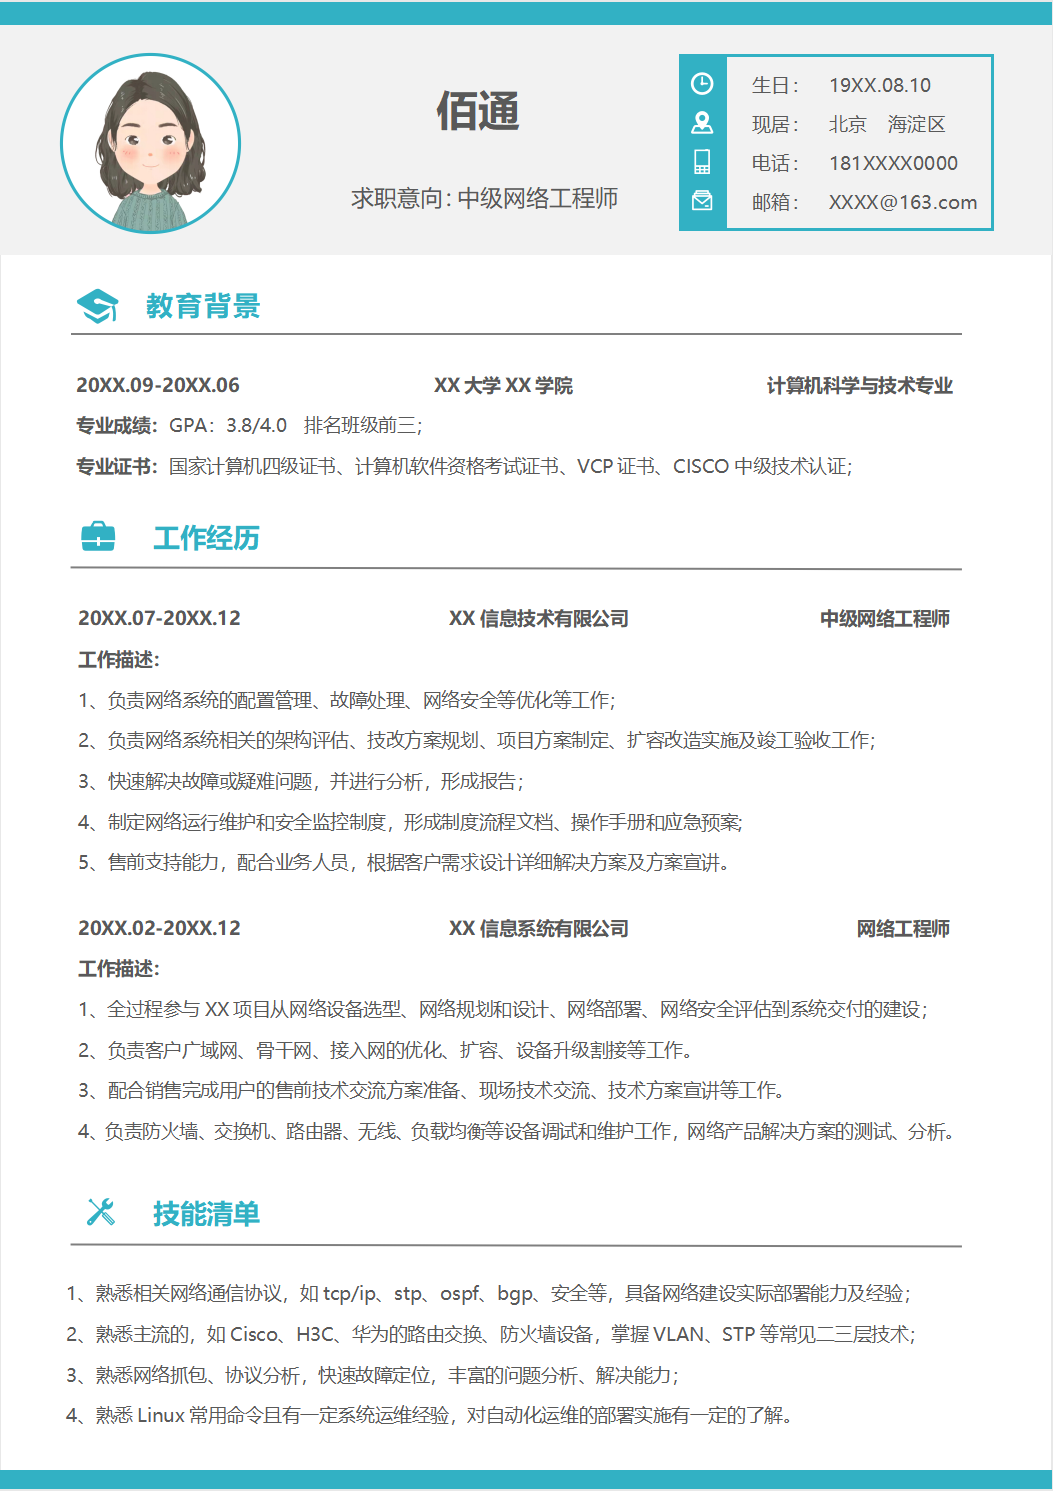 佰通
求职意向：中级网络工程师
生日： 19XX.08.10
现居： 北京 海淀区
电话： 181XXXX0000
邮箱： XXXX@163.com
教育背景
20XX.09-20XX.06 XX 大学 XX 学院 计算机科学与技术专业
专业成绩：GPA：3.8/4.0 排名班级前三；
专业证书：国家计算机四级证书、计算机软件资格考试证书、VCP 证书、CISCO 中级技术认证；
工作经历
20XX.07-20XX.12 XX 信息技术有限公司 中级网络工程师
工作描述：
1、负责网络系统的配置管理、故障处理、网络安全等优化等工作；
2、负责网络系统相关的架构评估、技改方案规划、项目方案制定、扩容改造实施及竣工验收工作；
3、快速解决故障或疑难问题，并进行分析，形成报告；
4、制定网络运行维护和安全监控制度，形成制度流程文档、操作手册和应急预案;
5、售前支持能力，配合业务人员，根据客户需求设计详细解决方案及方案宣讲。
20XX.02-20XX.12 XX 信息系统有限公司 网络工程师
工作描述：
1、全过程参与 XX 项目从网络设备选型、网络规划和设计、网络部署、网络安全评估到系统交付的建设；
2、负责客户广域网、骨干网、接入网的优化、扩容、设备升级割接等工作。
3、配合销售完成用户的售前技术交流方案准备、现场技术交流、技术方案宣讲等工作。
4、负责防火墙、交换机、路由器、无线、负载均衡等设备调试和维护工作，网络产品解决方案的测试、分析。
技能清单
1、熟悉相关网络通信协议，如 tcp/ip、stp、ospf、bgp、安全等，具备网络建设实际部署能力及经验；
2、熟悉主流的，如 Cisco、H3C、华为的路由交换、防火墙设备，掌握 VLAN、STP 等常见二三层技术；
3、熟悉网络抓包、协议分析，快速故障定位，丰富的问题分析、解决能力；
4、熟悉 Linux 常用命令且有一定系统运维经验，对自动化运维的部署实施有一定的了解。